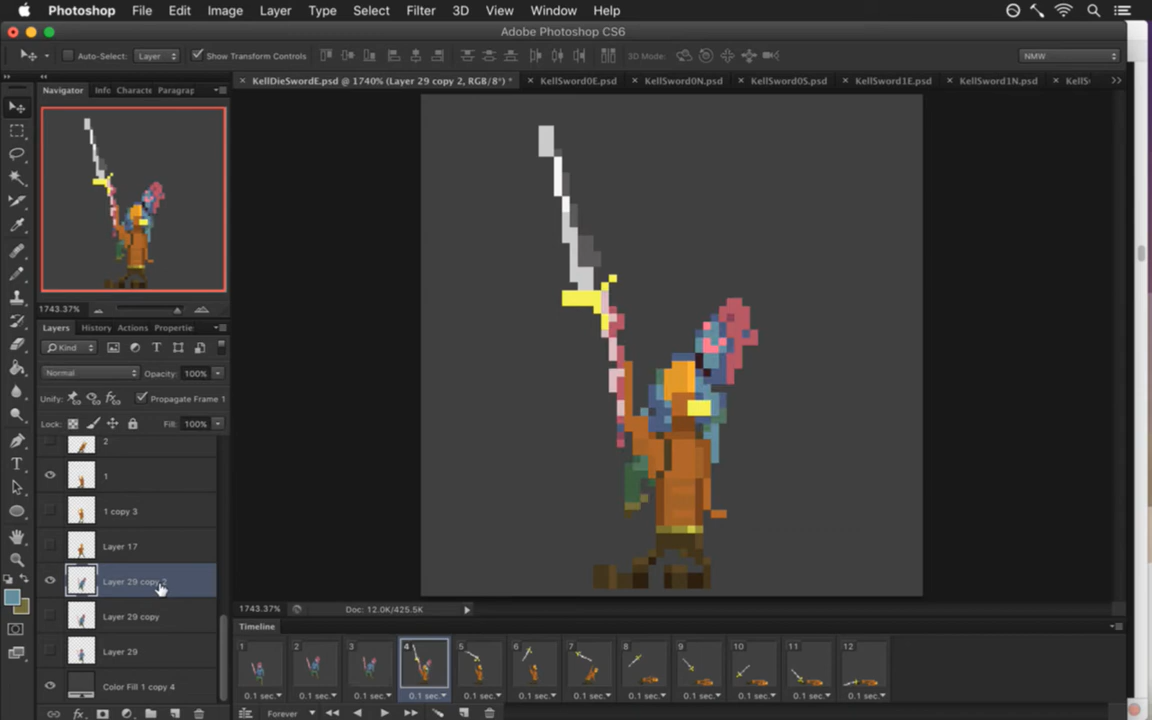 Photoshop File Edit Image Layer Type Select Filter 3D View Window Help
Adobe Photoshop CS6
Auto-Select: Layer Show Transform Controls 3D Mode: NMW
Navigator Info Characte Paragrap
KellDieSwordE.psd @ 1740% (Layer 29 copy 2, RGB/8*) * KellSword0E.psd KellSword0N.psd KellSword0S.psd KellSword1E.psd KellSword1N.psd KellS
1743.37%
Layers History Actions Propertie
Kind
Normal Opacity: 100%
Unify: Propagate Frame 1
Lock: Fill: 100%
2
1
1 copy 3
Layer 17
Layer 29 copy 2
Layer 29 copy
Layer 29
Color Fill 1 copy 4
1743.37% Doc: 12.0K/425.5K
Timeline
1 2 3 4 5 6 7 8 9 10 11 12
0.1 sec. 0.1 sec. 0.1 sec. 0.1 sec. 0.1 sec. 0.1 sec. 0.1 sec. 0.1 sec. 0.1 sec. 0.1 sec. 0.1 sec. 0.1 sec.
Forever